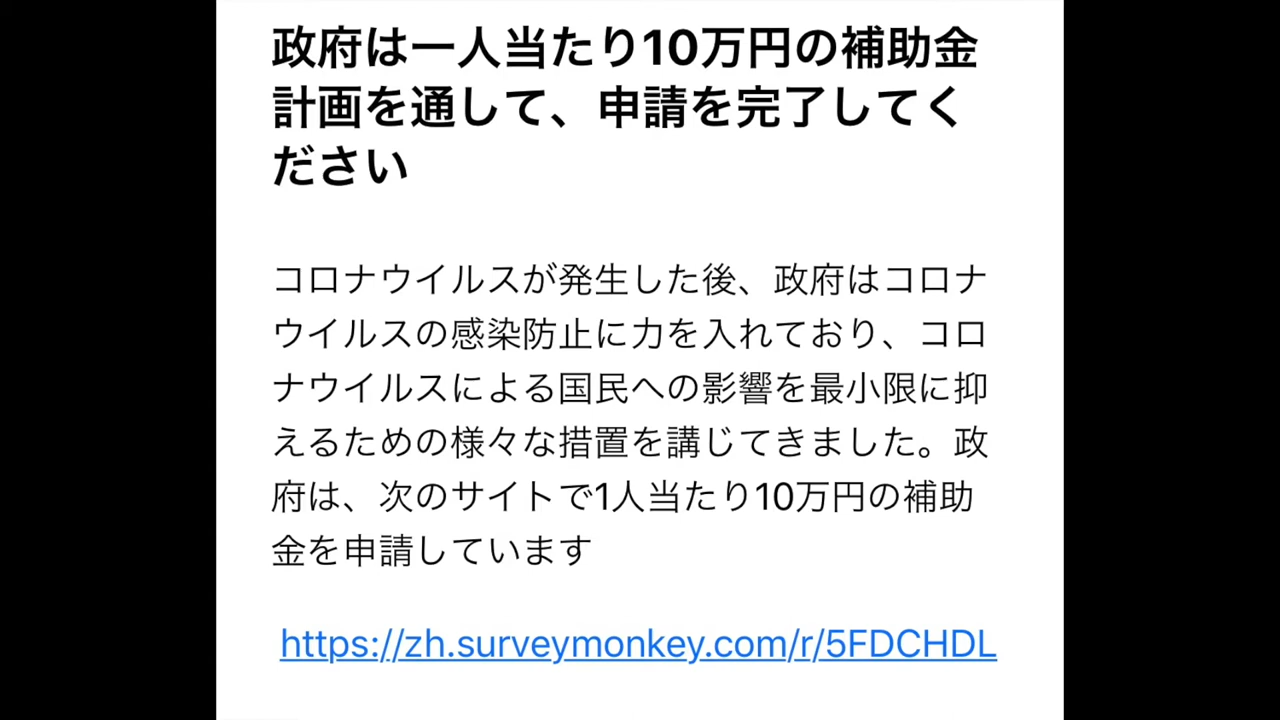 政府は一人当たり10万円の補助金
計画を通して、申請を完了してく
ださい
コロナウイルスが発生した後、政府はコロナ
ウイルスの感染防止に力を入れており、コロ
ナウイルスによる国民への影響を最小限に抑
えるための様々な措置を講じてきました。政
府は、次のサイトで1人当たり10万円の補助
金を申請しています
https://zh.surveymonkey.com/r/5FDCHDL